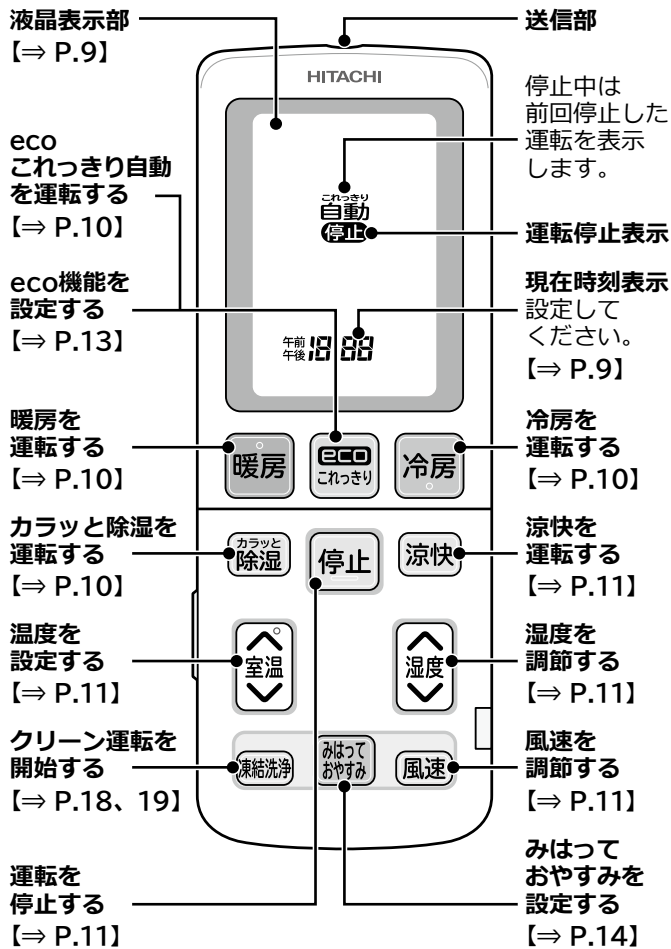 液晶表示部
【⇒ P.9】
eco
これっきり自動
を運転する
【⇒ P.10】
eco機能を
設定する
【⇒ P.13】
暖房を
運転する
【⇒ P.10】
カラッと除湿を
運転する
【⇒ P.10】
温度を
設定する
【⇒ P.11】
クリーン運転を
開始する
【⇒ P.18、19】
運転を
停止する
【⇒ P.11】
HITACHI
これっきり
自動
停止
午前
午後
18 88
暖房
eco
これっきり
冷房
カラッと
除湿
停止
涼快
室温
湿度
凍結洗浄
みはって
おやすみ
風速
送信部
停止中は
前回停止した
運転を表示
します。
運転停止表示
現在時刻表示
設定して
ください。
【⇒ P.9】
冷房を
運転する
【⇒ P.10】
涼快を
運転する
【⇒ P.11】
湿度を
調節する
【⇒ P.11】
風速を
調節する
【⇒ P.11】
みはって
おやすみを
設定する
【⇒ P.14】